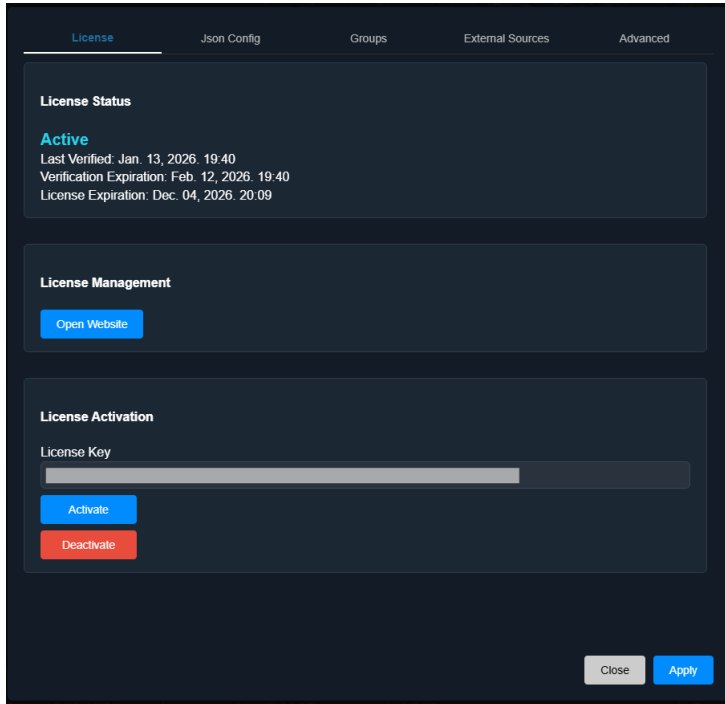 License Json Config Groups External Sources Advanced
License Status
Active
Last Verified: Jan. 13, 2026. 19:40
Verification Expiration: Feb. 12, 2026. 19:40
License Expiration: Dec. 04, 2026. 20:09
License Management
Open Website
License Activation
License Key
Activate
Deactivate
Close Apply